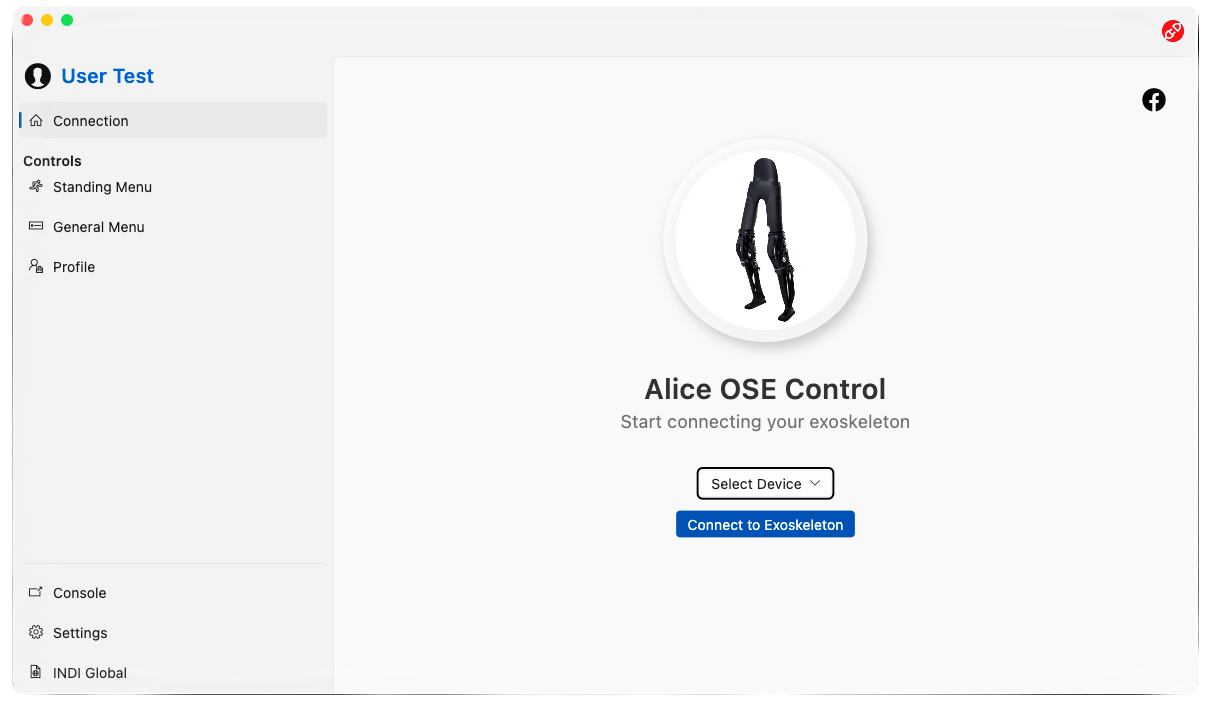 User Test
Connection
Controls
Standing Menu
General Menu
Profile
Alice OSE Control
Start connecting your exoskeleton
Select Device
Connect to Exoskeleton
Console
Settings
INDI Global